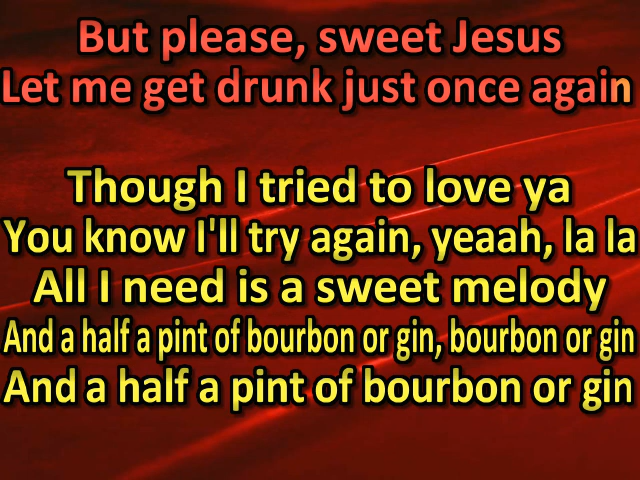 But please, sweet Jesus
Let me get drunk just once again
Though I tried to love ya
You know I'll try again, yeaah, la la
All I need is a sweet melody
And a half a pint of bourbon or gin, bourbon or gin
And a half a pint of bourbon or gin